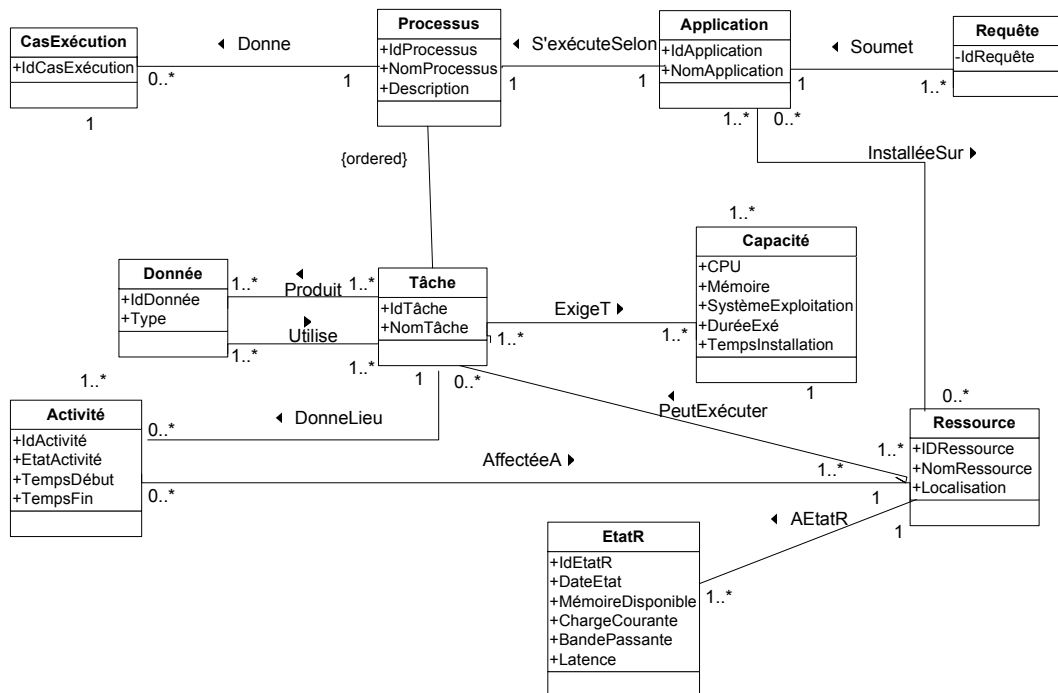 CasExécution
+IdCasExécution
0..*
1
◄ Donne
1
Processus
+IdProcessus
+NomProcessus
+Description
{ordered}
◄ S'exécuteSelon
1
1
Application
+IdApplication
+NomApplication
1..*
0..*
◄ Soumet
1
1..*
Requête
-IdRequête
InstalléeSur ►
0..*
1..*
Capacité
+CPU
+Mémoire
+SystèmeExploitation
+DuréeExé
+TempsInstallation
1
Donnée
+IdDonnée
+Type
◄
1..*
Produit
1..*
►
Utilise
1..*
1..*
Tâche
+IdTâche
+NomTâche
ExigeT ►
1..*
1..*
1
0..*
1..*
Activité
+IdActivité
+EtatActivité
+TempsDébut
+TempsFin
◄ DonneLieu
0..*
◄
PeutExécuter
1..*
AffectéeA ►
0..*
1..*
Ressource
+IDRessource
+NomRessource
+Localisation
1
1
◄ AEtatR
1..*
EtatR
+IdEtatR
+DateEtat
+MémoireDisponible
+ChargeCourante
+BandePassante
+Latence